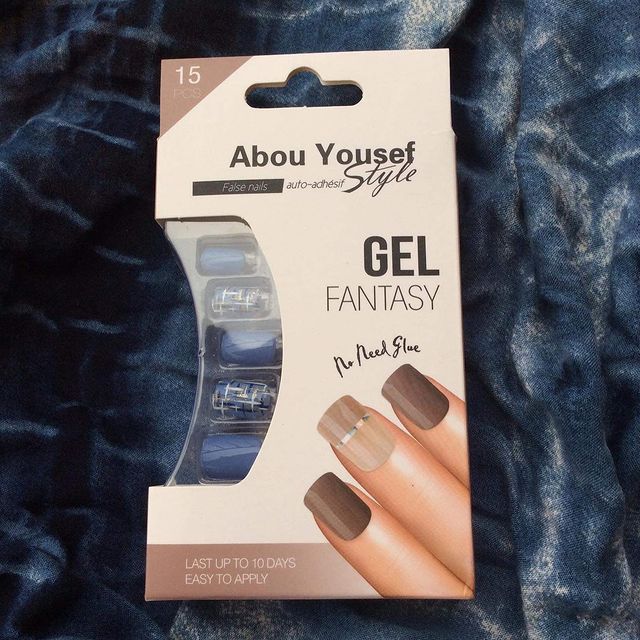 15
PCS
Abou Yousef
Style
False nails
auto-adhésif
GEL
FANTASY
No Need Glue
LAST UP TO 10 DAYS
EASY TO APPLY